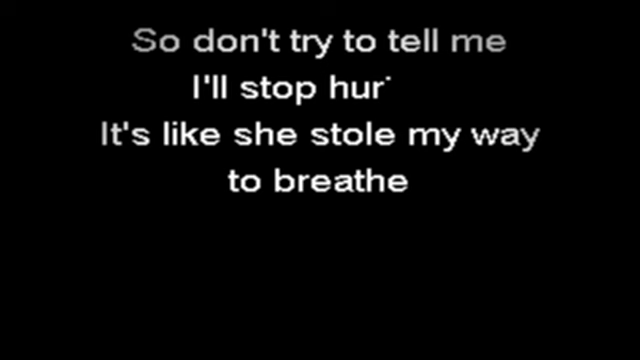 So don't try to tell me
I'll stop hur
It's like she stole my way
to breathe